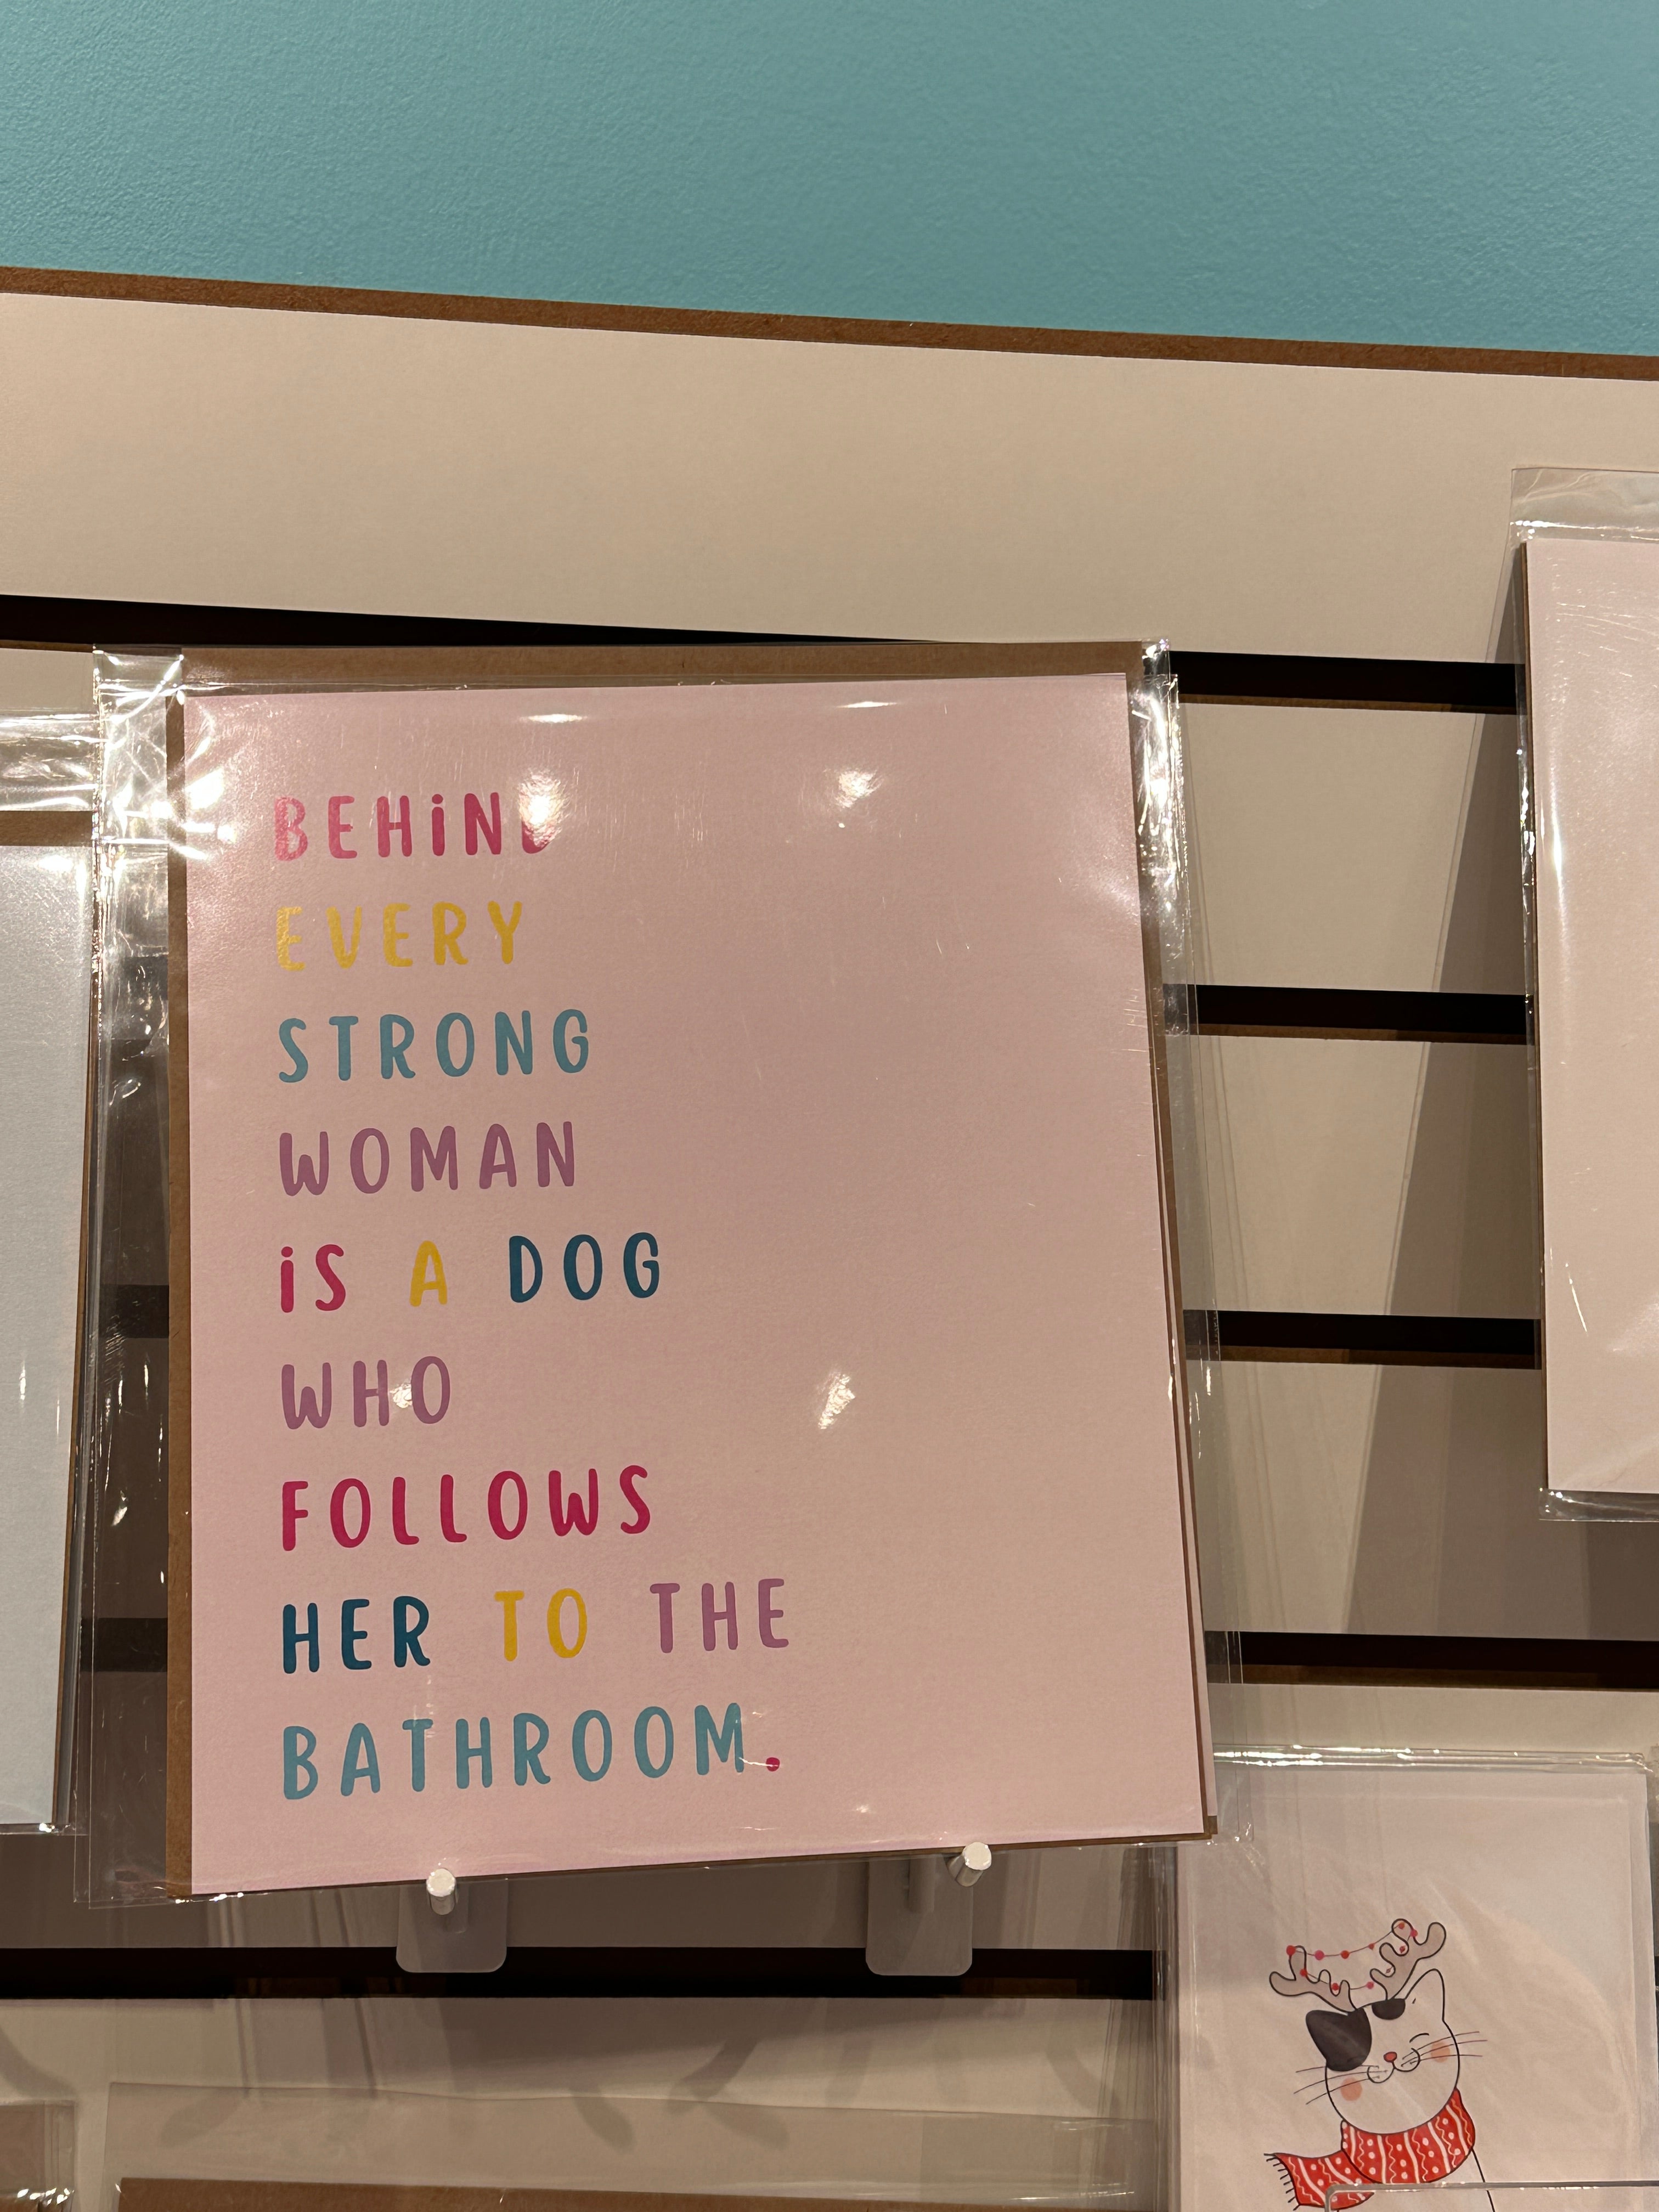 BEHiND
EVERY
STRONG
WOMAN
iS A DOG
WHO
FOLLOWS
HER TO THE
BATHROOM.